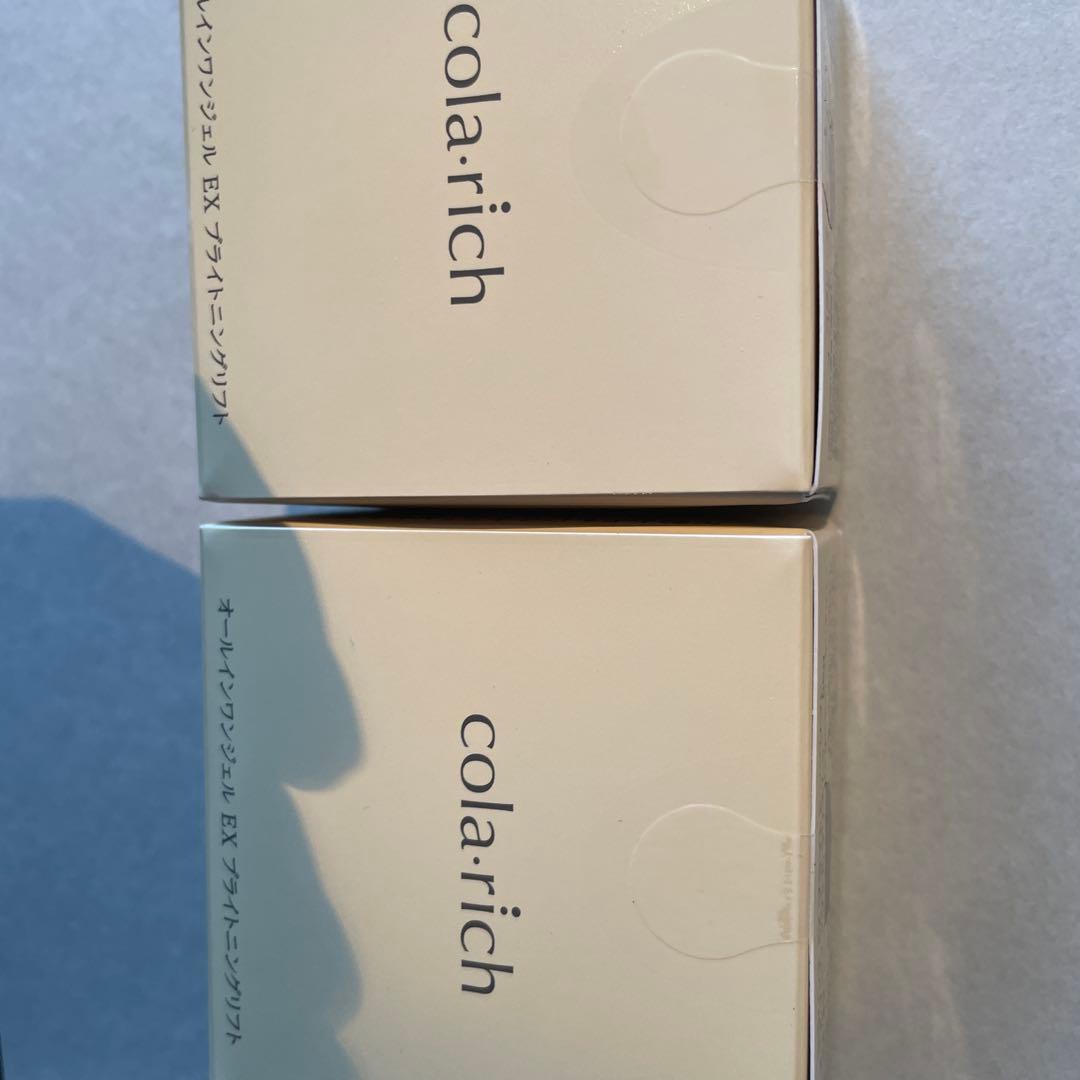 cola·rich
ルインワンジェル EX ブライトニングリフト
cola·rich
オールインワンジェル EX ブライトニングリフト